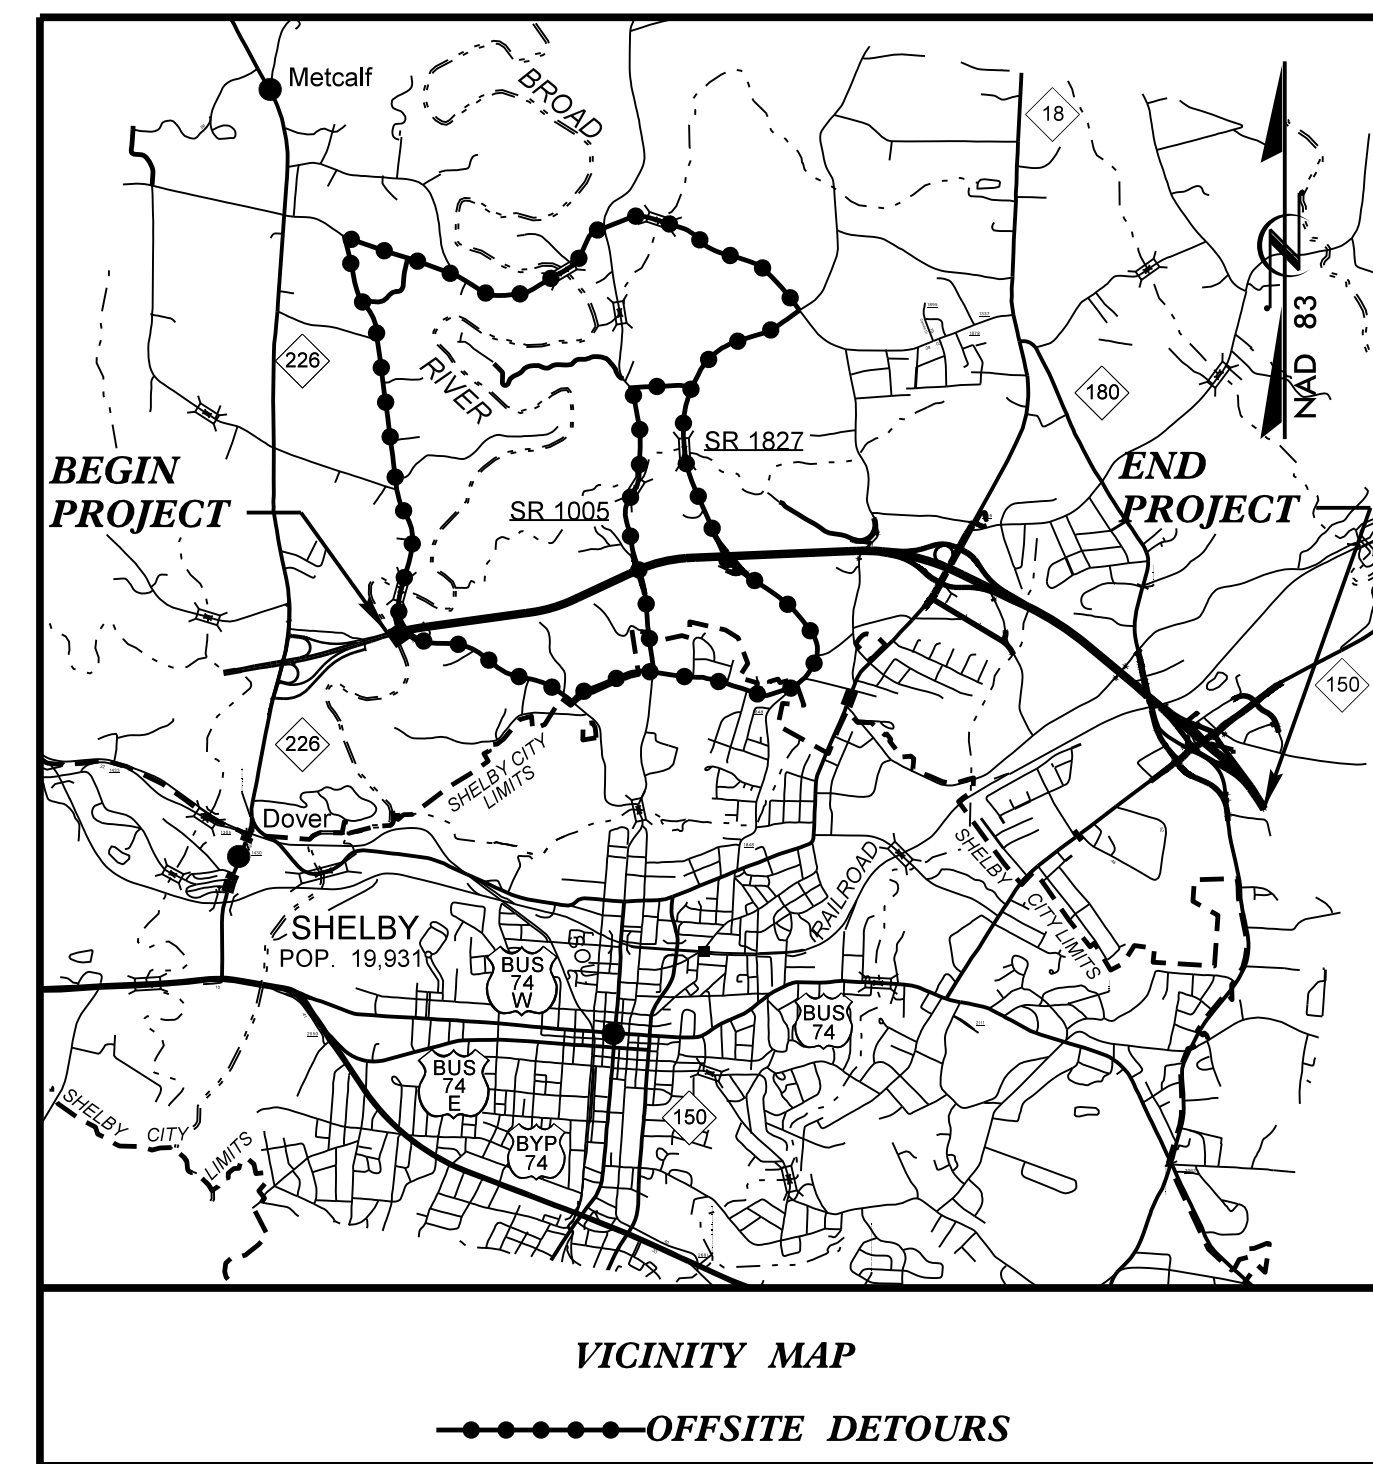 Metcalf
BROAD
18
226
RIVER
180
NAD 83
SR 1827
BEGIN
PROJECT
END
PROJECT
SR 1005
150
226
SHELBY CITY
LIMITS
Dover
SHELBY
CITY LIMITS
RAILROAD
SHELBY
POP. 19,931
BUS
74
W
BUS
74
BUS
74
E
150
BYP
74
SHELBY CITY LIMITS
VICINITY MAP
OFFSITE DETOURS